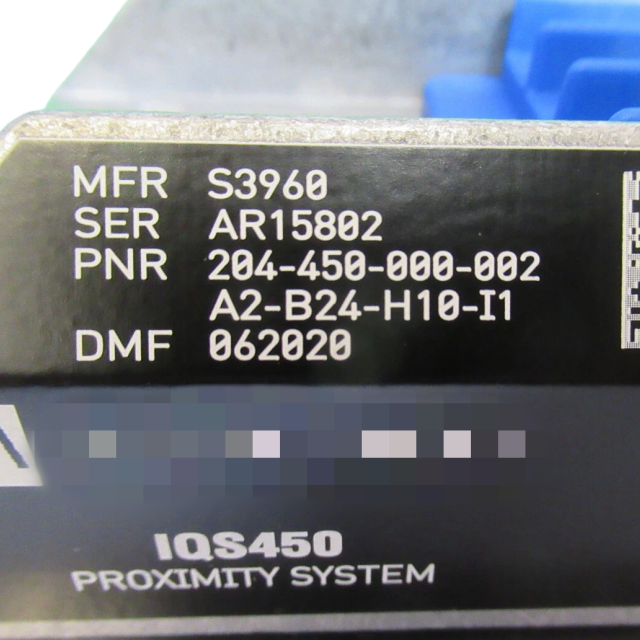 MFR S3960
SER AR15802
PNR 204-450-000-002
A2-B24-H10-I1
DMF 062020
IQS450
PROXIMITY SYSTEM